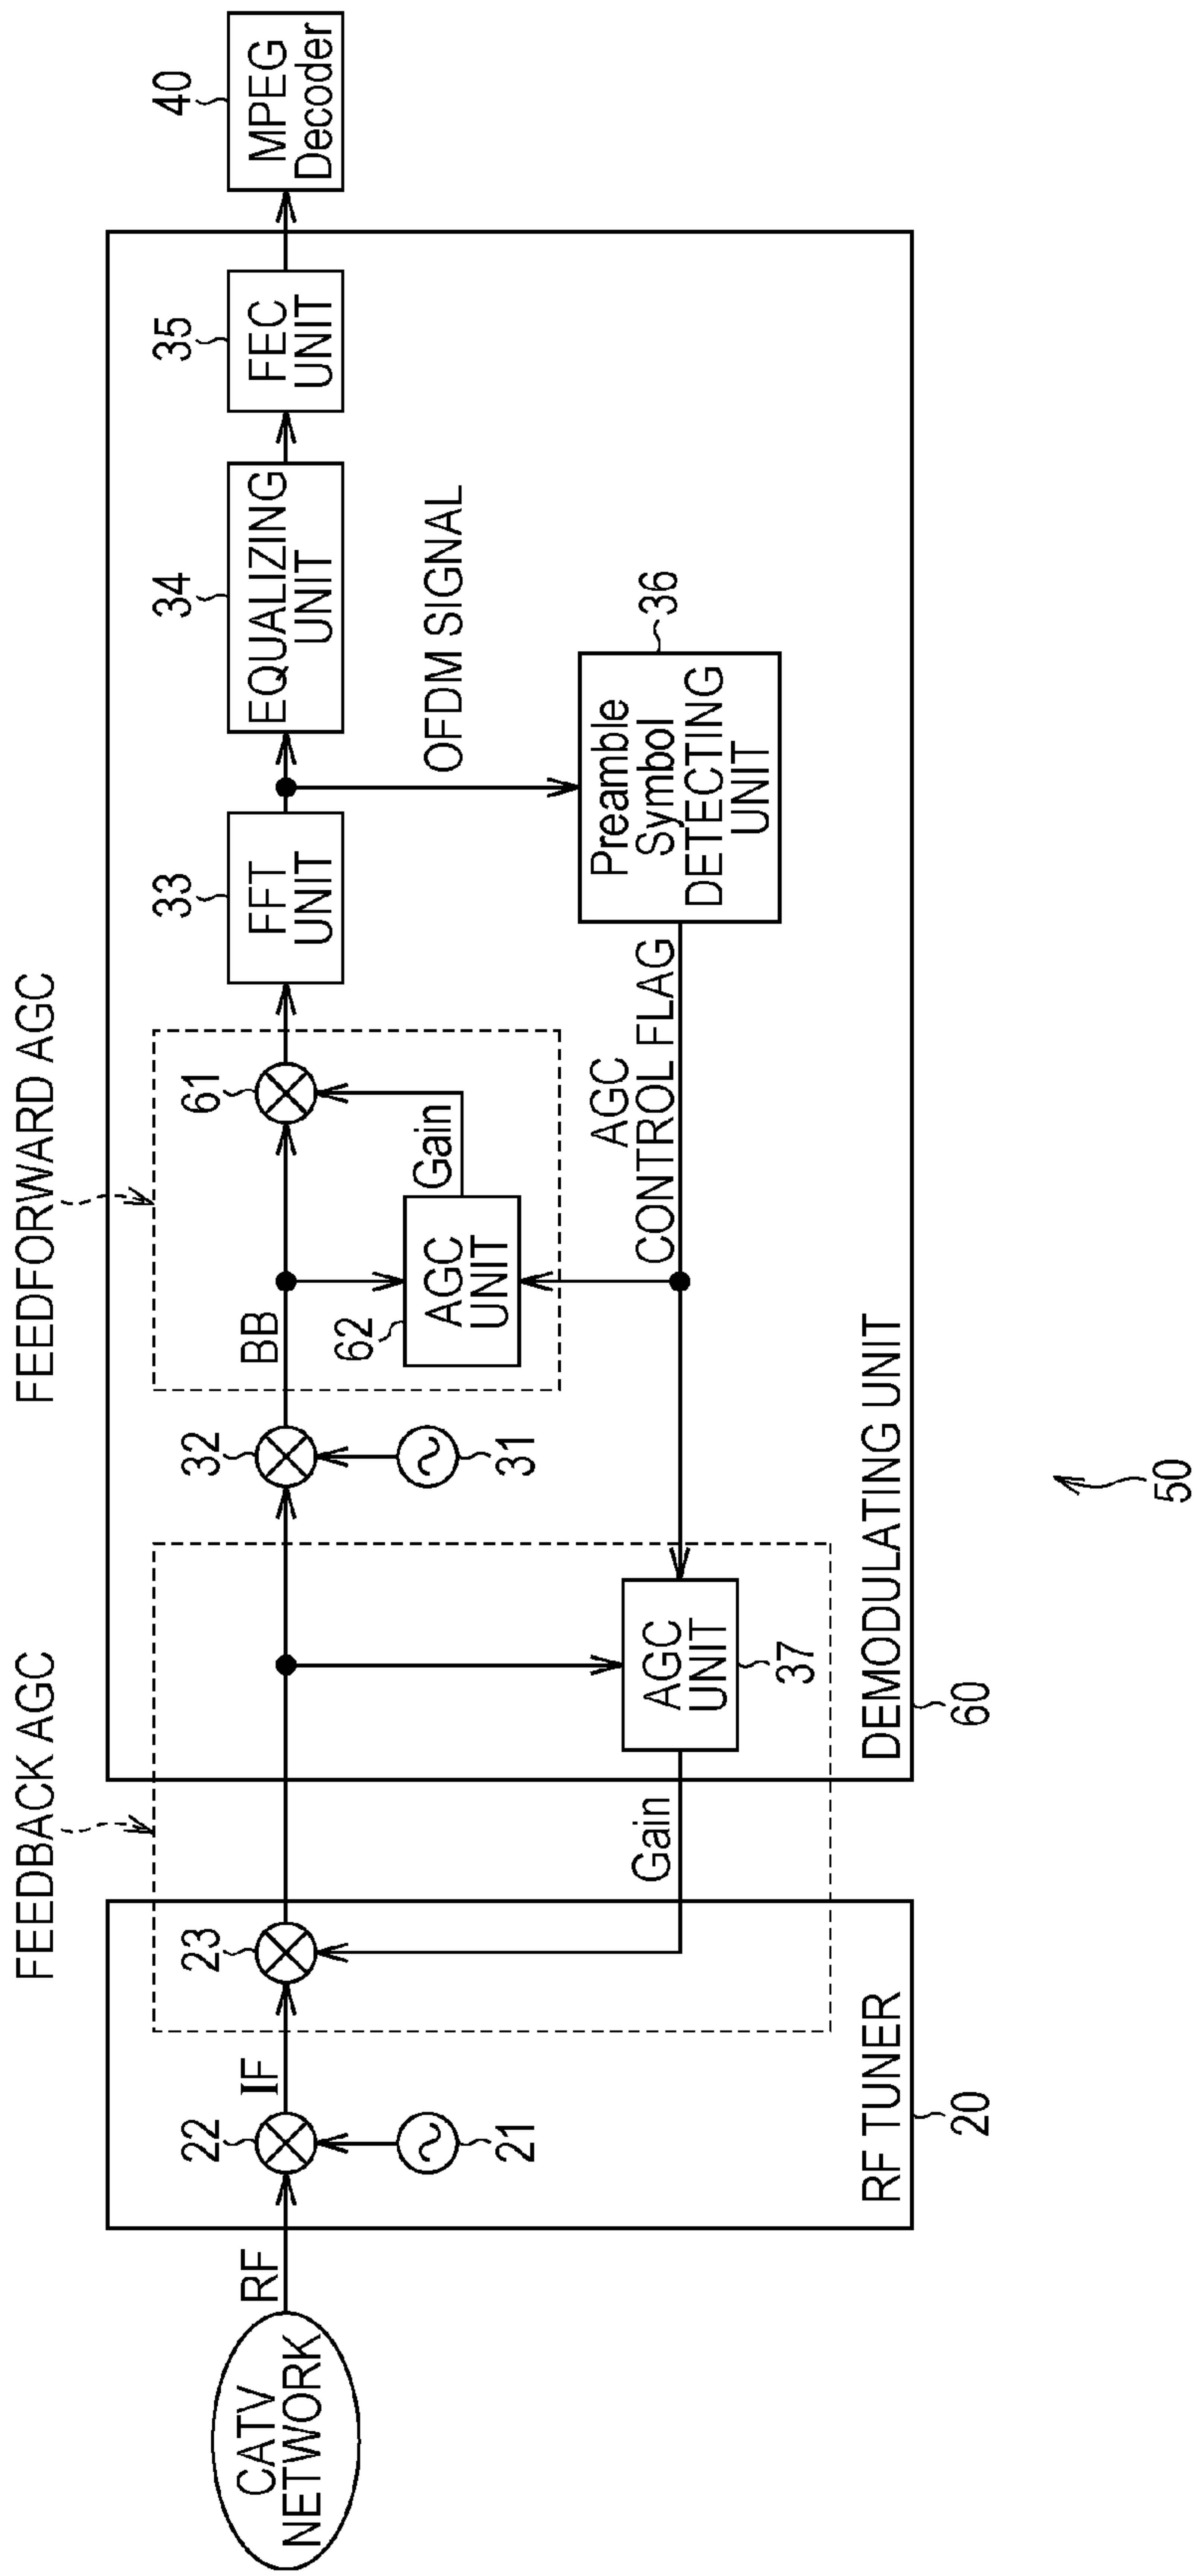 FEEDBACK AGC
FEEDFORWARD AGC
CATV
NETWORK
RF
22
IF
23
21
RF TUNER
20
Gain
AGC
UNIT
37
32
31
BB
62
AGC
UNIT
Gain
61
AGC
CONTROL FLAG
33
FFT
UNIT
OFDM SIGNAL
Preamble
Symbol
DETECTING
UNIT
36
34
EQUALIZING
UNIT
35
FEC
UNIT
40
MPEG
Decoder
DEMODULATING UNIT
60
50